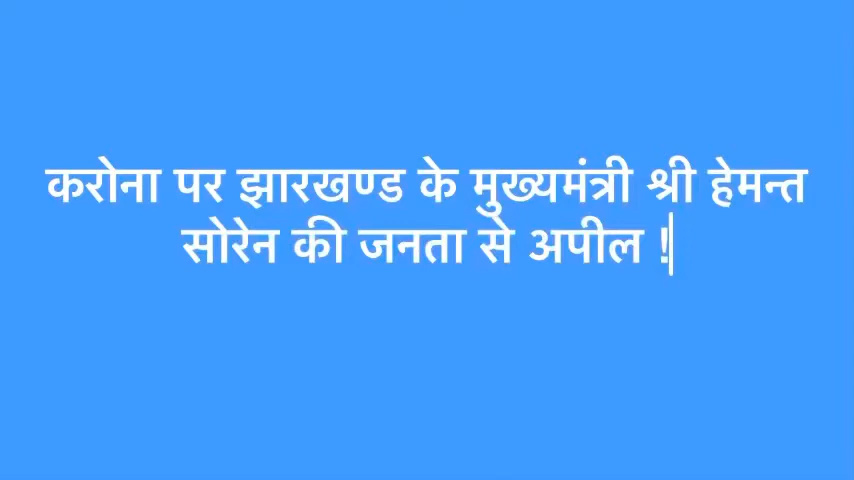 करोना पर झारखण्ड के मुख्यमंत्री श्री हेमन्त
सोरेन की जनता से अपील !